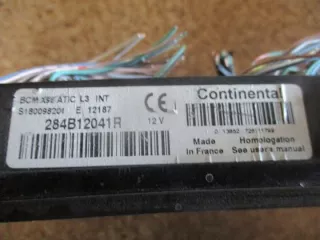 BCM X98 ATIC L3 INT
S180098201 E 12157
284B12041R
12 V
CE
Continental
Made in France
Homologation
See users manual